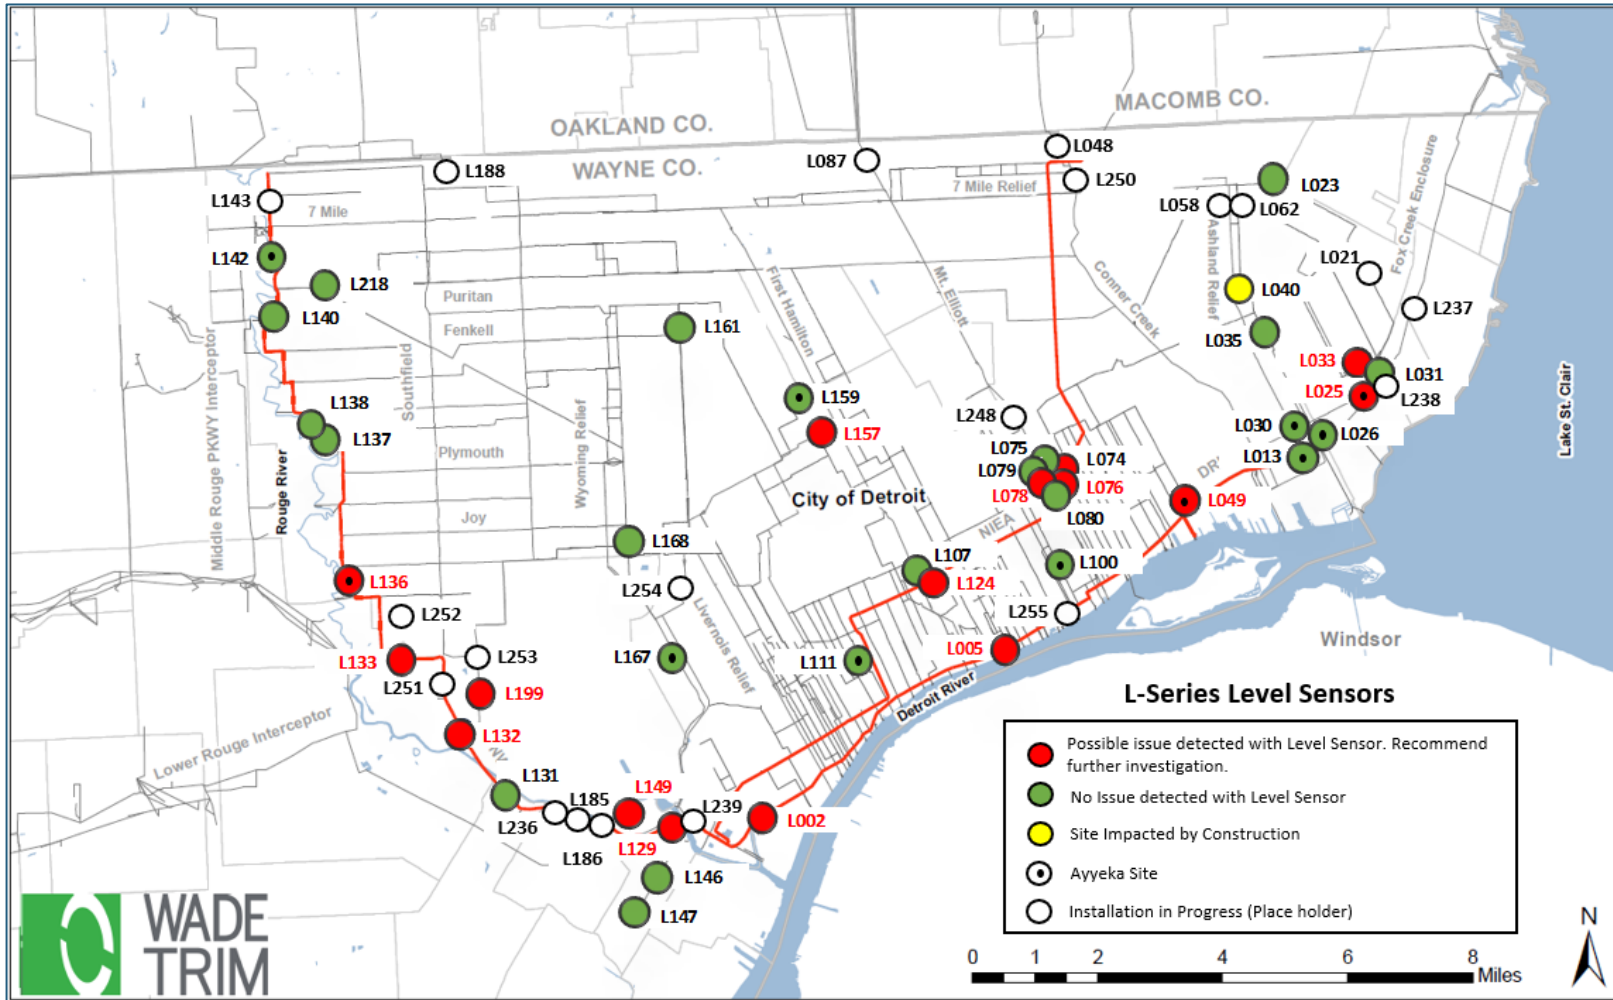 MACOMB CO.
OAKLAND CO.
WAYNE CO.
L048
L087
L188
L250
7 Mile Relief
L023
L143
7 Mile
L058
L062
Fox Creek Enclosure
L142
L021
Ashland Relief
First Hamilton
Mt. Elliott
Conner Creek
L218
Puritan
L040
L237
L140
Fenkell
L161
L035
Middle Rouge PKWY Interceptor
Southfield
L033
L031
L025
L238
Lake St. Clair
L138
L137
Wyoming Relief
L159
L157
L248
L030
L026
L013
Plymouth
L075
L074
L079
L078
L076
L080
DRI
City of Detroit
L049
Rouge River
Joy
NIEA
L168
L107
L124
L100
L136
L254
L255
L252
Livernois Relief
L133
L253
L167
L111
L005
Windsor
L251
L199
Detroit River
Lower Rouge Interceptor
L132
L131
L149
L185
L239
L236
L002
L186
L129
L146
L147
L-Series Level Sensors
Possible issue detected with Level Sensor. Recommend
further investigation.
No Issue detected with Level Sensor
Site Impacted by Construction
Ayyeka Site
Installation in Progress (Place holder)
WADE
TRIM
N
0 1 2 4 6 8
Miles